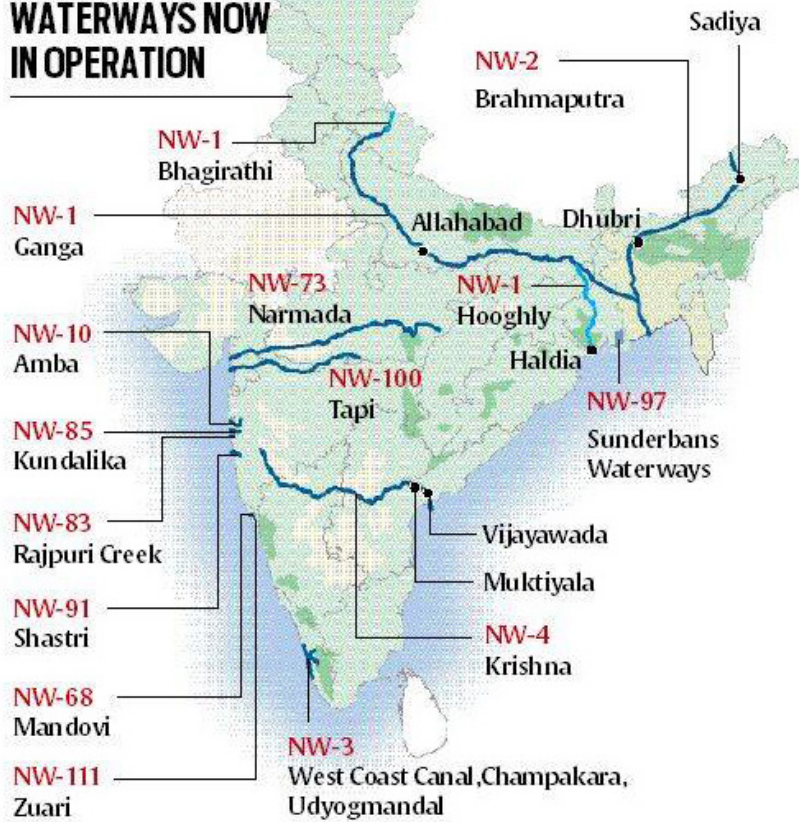 WATERWAYS NOW
IN OPERATION
Sadiya
NW-2
Brahmaputra
NW-1
Bhagirathi
NW-1
Ganga
Allahabad
Dhubri
NW-73
Narmada
NW-1
Hooghly
NW-10
Amba
Haldia
NW-100
Tapi
NW-97
Sunderbans
Waterways
NW-85
Kundalika
NW-83
Rajpuri Creek
Vijayawada
Muktiyala
NW-91
Shastri
NW-4
Krishna
NW-68
Mandovi
NW-3
West Coast Canal,Champakara,
Udyogmandal
NW-111
Zuari